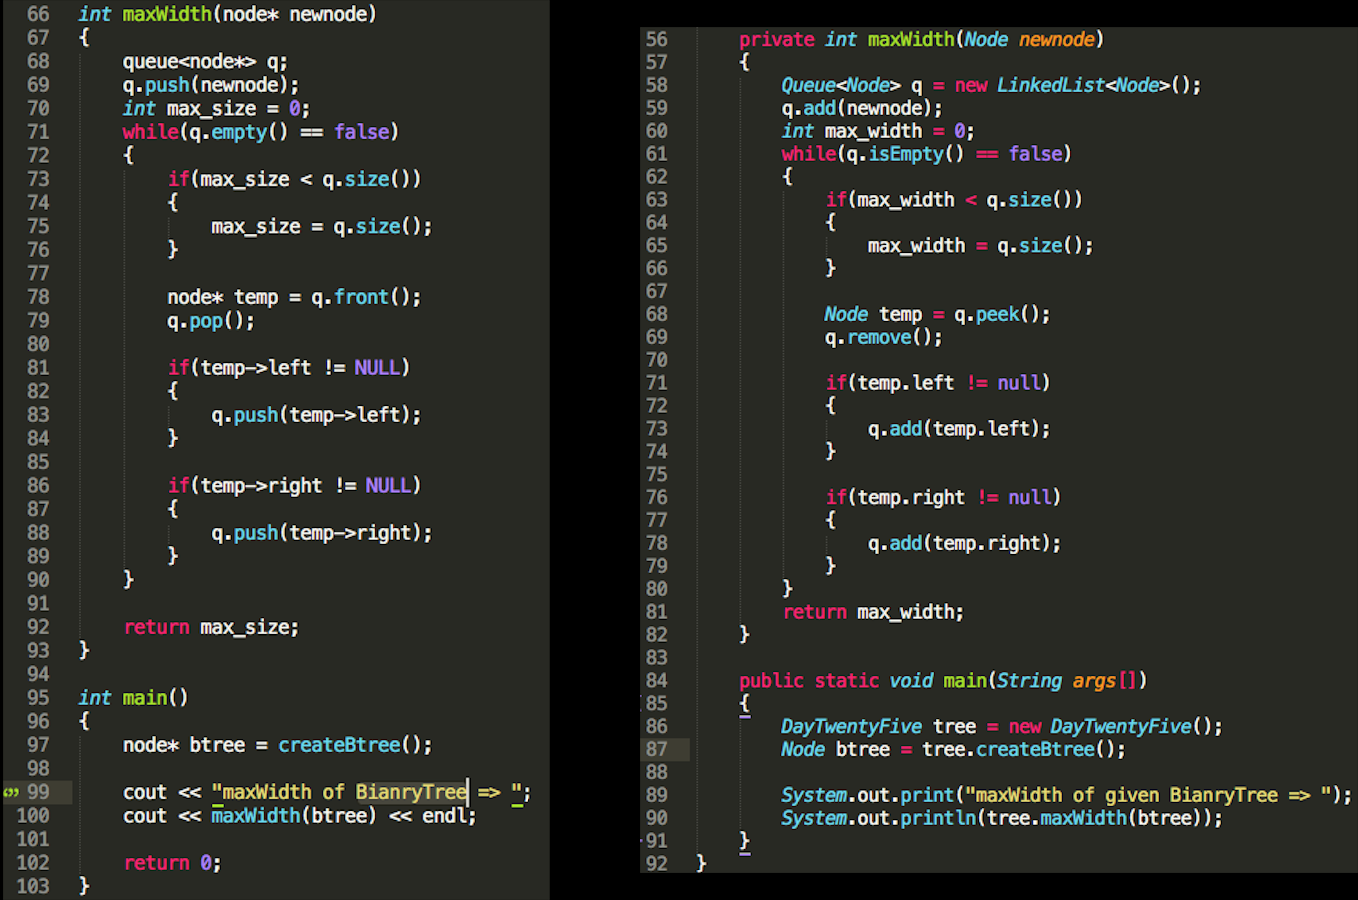 66 int maxWidth(node* newnode)
67 {
68 queue<node*> q;
69 q.push(newnode);
70 int max_size = 0;
71 while(q.empty() == false)
72 {
73 if(max_size < q.size())
74 {
75 max_size = q.size();
76 }
77
78 node* temp = q.front();
79 q.pop();
80
81 if(temp->left != NULL)
82 {
83 q.push(temp->left);
84 }
85
86 if(temp->right != NULL)
87 {
88 q.push(temp->right);
89 }
90 }
91
92 return max_size;
93 }
94
95 int main()
96 {
97 node* btree = createBtree();
98
99 cout << "maxWidth of BianryTree => ";
100 cout << maxWidth(btree) << endl;
101
102 return 0;
103 }
56 private int maxWidth(Node newnode)
57 {
58 Queue<Node> q = new LinkedList<Node>();
59 q.add(newnode);
60 int max_width = 0;
61 while(q.isEmpty() == false)
62 {
63 if(max_width < q.size())
64 {
65 max_width = q.size();
66 }
67
68 Node temp = q.peek();
69 q.remove();
70
71 if(temp.left != null)
72 {
73 q.add(temp.left);
74 }
75
76 if(temp.right != null)
77 {
78 q.add(temp.right);
79 }
80 }
81 return max_width;
82 }
83
84 public static void main(String args[])
85 {
86 DayTwentyFive tree = new DayTwentyFive();
87 Node btree = tree.createBtree();
88
89 System.out.print("maxWidth of given BianryTree => ");
90 System.out.println(tree.maxWidth(btree));
91 }
92 }